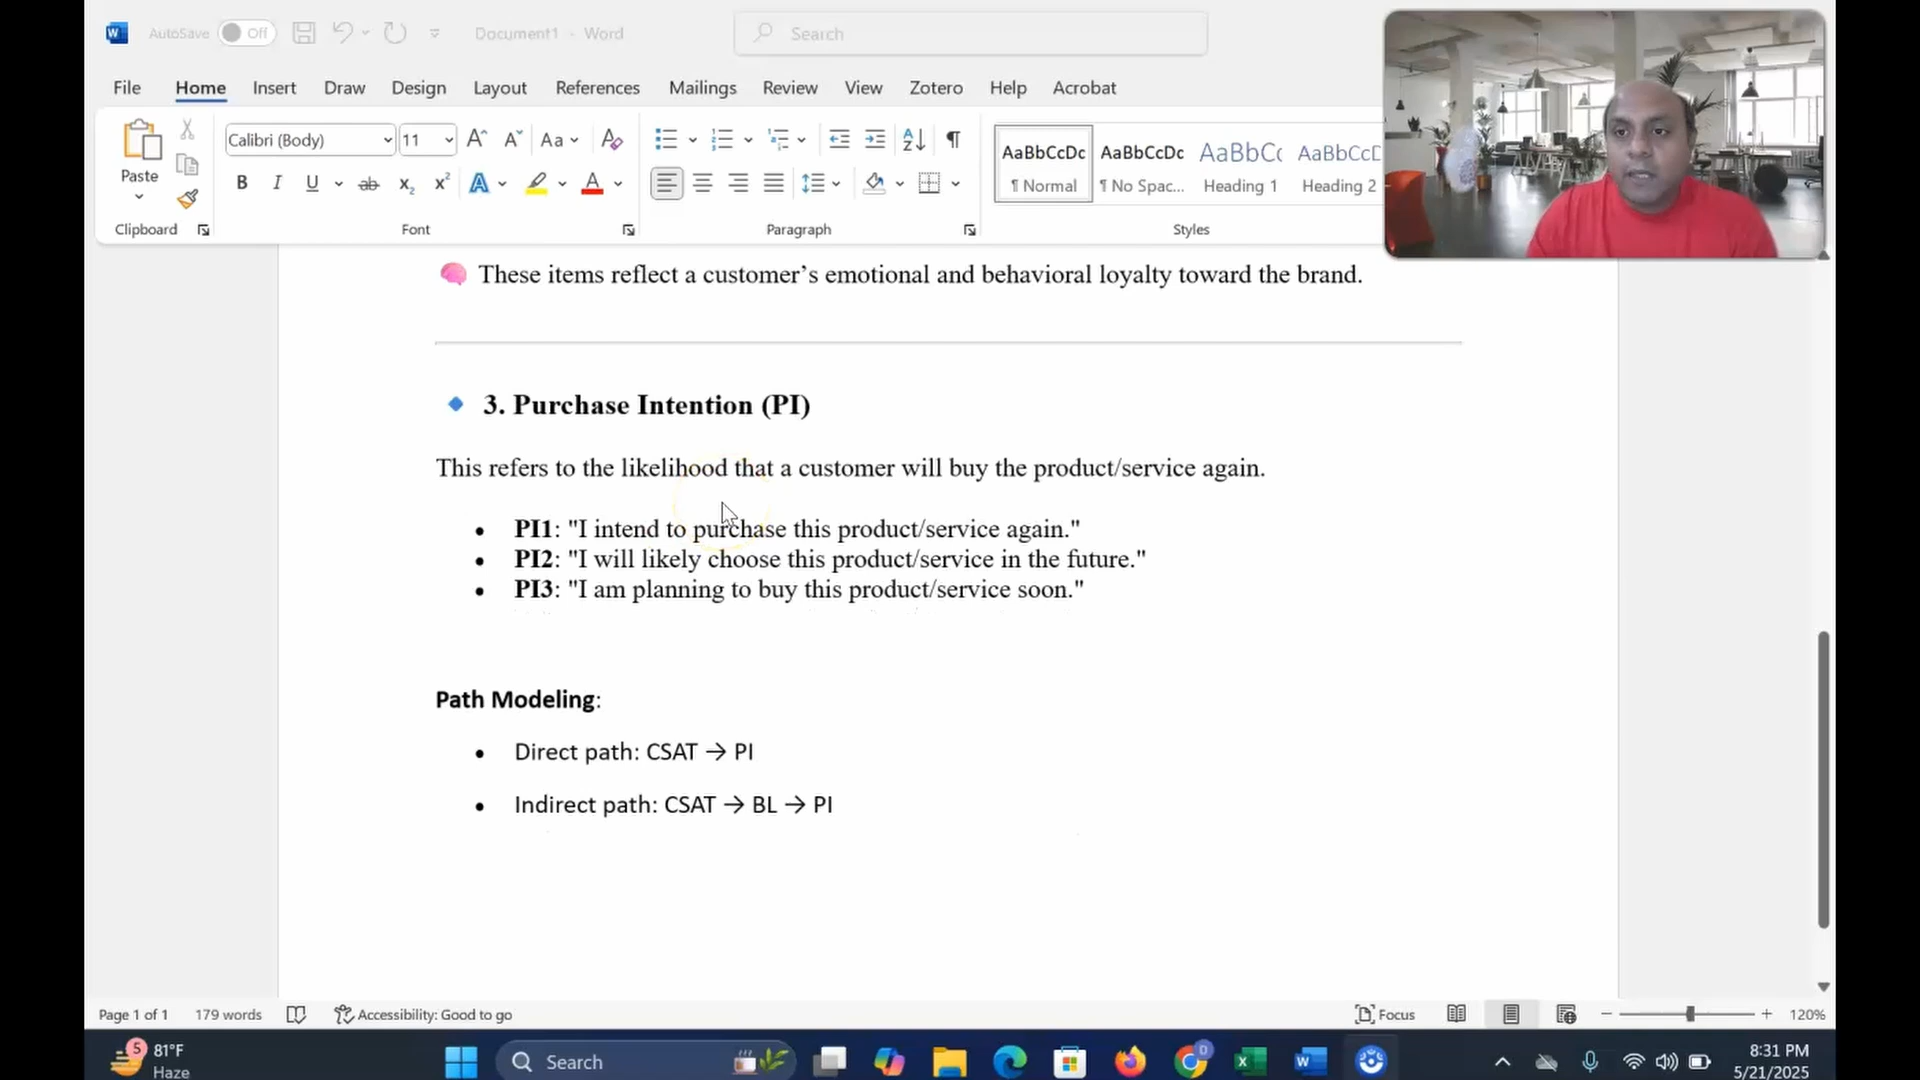 AutoSave Off Document1 - Word Search
File Home Insert Draw Design Layout References Mailings Review View Zotero Help Acrobat
Paste Calibri (Body) 11 Aa
B I U ab x₂ x² A A
AaBbCcDc AaBbCcDc AaBbCc AaBbCcD
¶ Normal ¶ No Spac... Heading 1 Heading 2
Clipboard Font Paragraph Styles
These items reflect a customer’s emotional and behavioral loyalty toward the brand.
3. Purchase Intention (PI)
This refers to the likelihood that a customer will buy the product/service again.
• PI1: "I intend to purchase this product/service again."
• PI2: "I will likely choose this product/service in the future."
• PI3: "I am planning to buy this product/service soon."
Path Modeling:
• Direct path: CSAT → PI
• Indirect path: CSAT → BL → PI
Page 1 of 1 179 words Accessibility: Good to go Focus 120%
5 81°F
Haze
Search
8:31 PM
5/21/2025